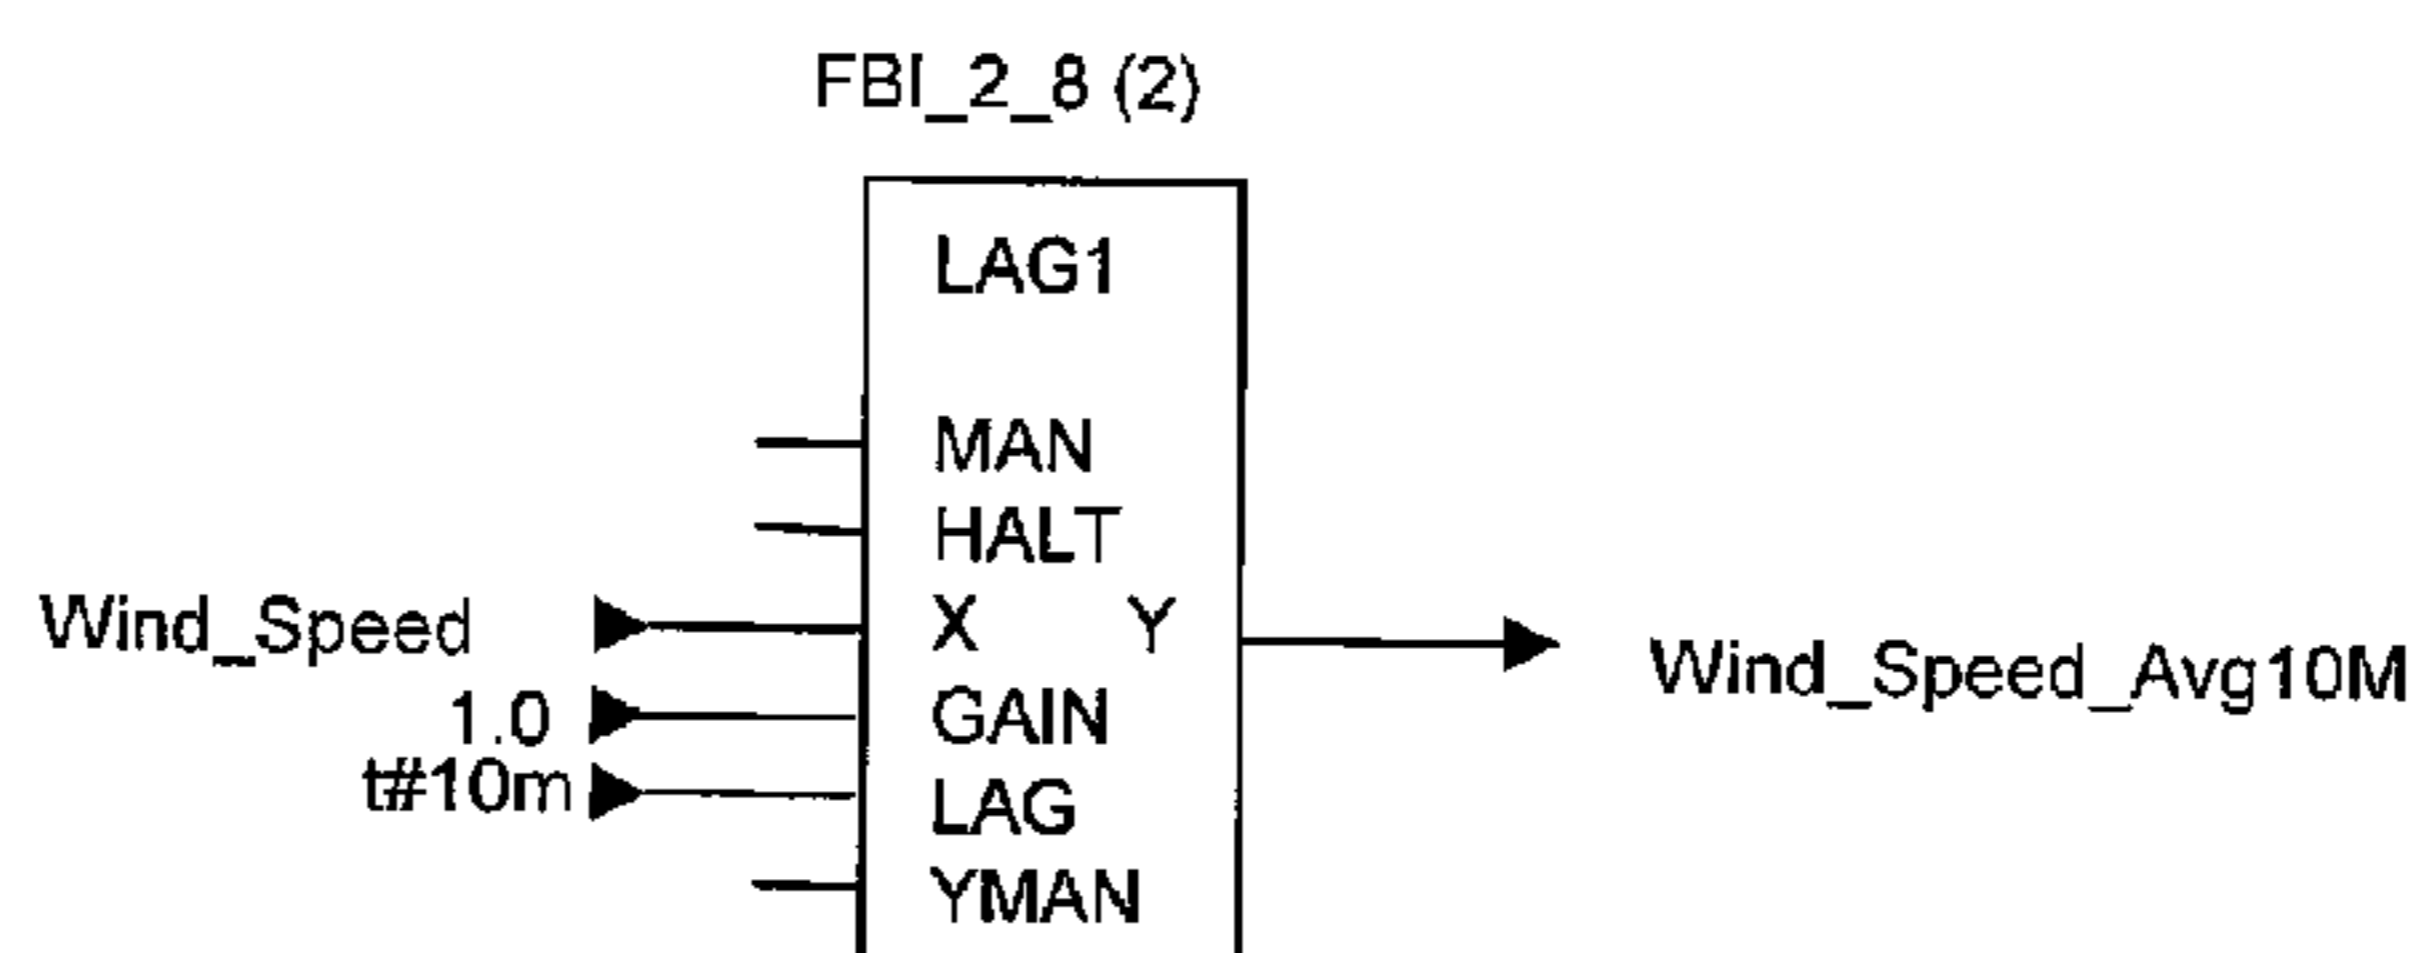 FBI_2_8 (2)
LAG1
MAN
HALT
Wind_Speed X Y Wind_Speed_Avg10M
1.0 GAIN
t#10m LAG
YMAN